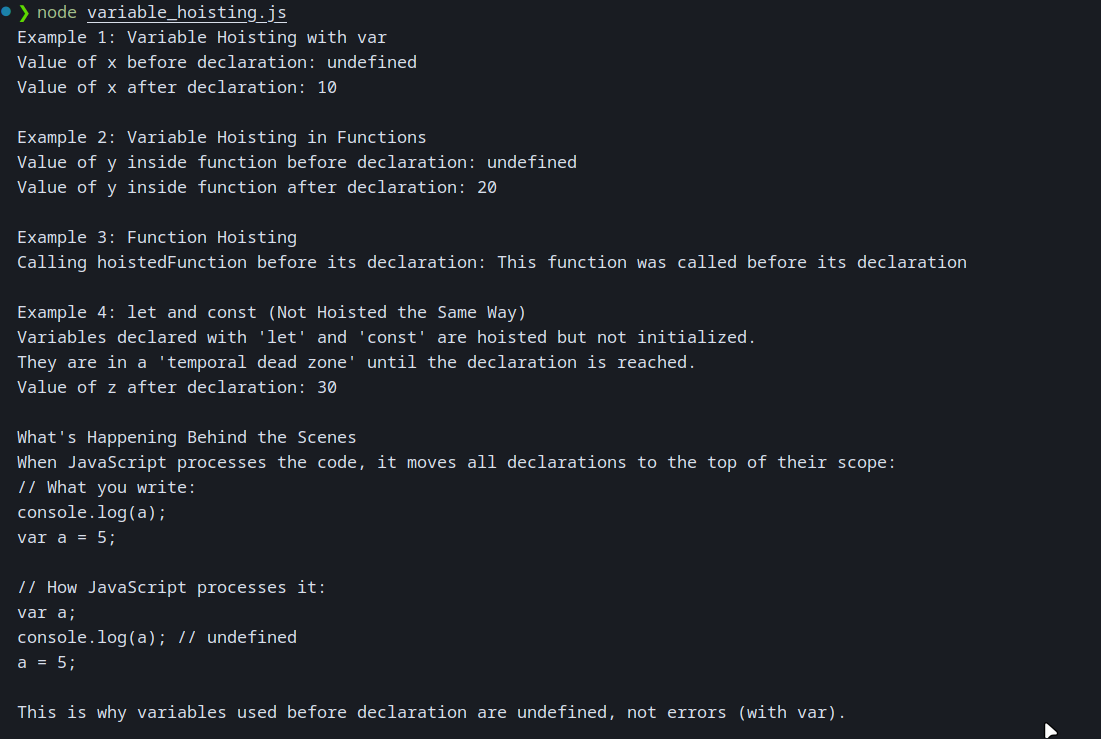 ❯ node variable_hoisting.js
Example 1: Variable Hoisting with var
Value of x before declaration: undefined
Value of x after declaration: 10

Example 2: Variable Hoisting in Functions
Value of y inside function before declaration: undefined
Value of y inside function after declaration: 20

Example 3: Function Hoisting
Calling hoistedFunction before its declaration: This function was called before its declaration

Example 4: let and const (Not Hoisted the Same Way)
Variables declared with 'let' and 'const' are hoisted but not initialized.
They are in a 'temporal dead zone' until the declaration is reached.
Value of z after declaration: 30

What's Happening Behind the Scenes
When JavaScript processes the code, it moves all declarations to the top of their scope:
// What you write:
console.log(a);
var a = 5;

// How JavaScript processes it:
var a;
console.log(a); // undefined
a = 5;

This is why variables used before declaration are undefined, not errors (with var).